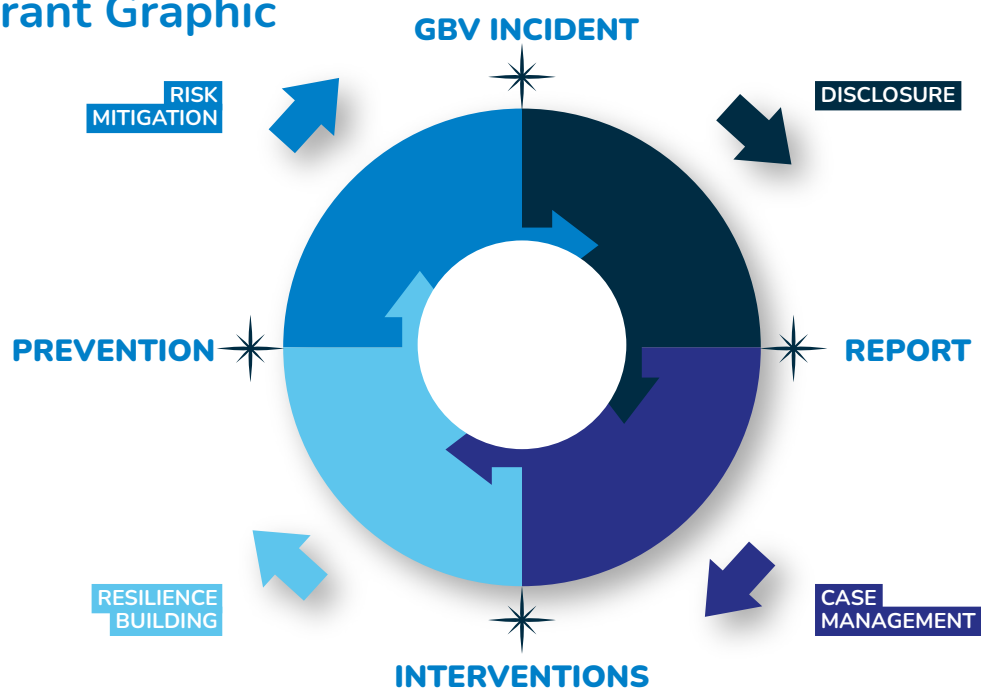 rant Graphic
GBV INCIDENT
RISK
MITIGATION
DISCLOSURE
PREVENTION
REPORT
RESILIENCE
BUILDING
CASE
MANAGEMENT
INTERVENTIONS